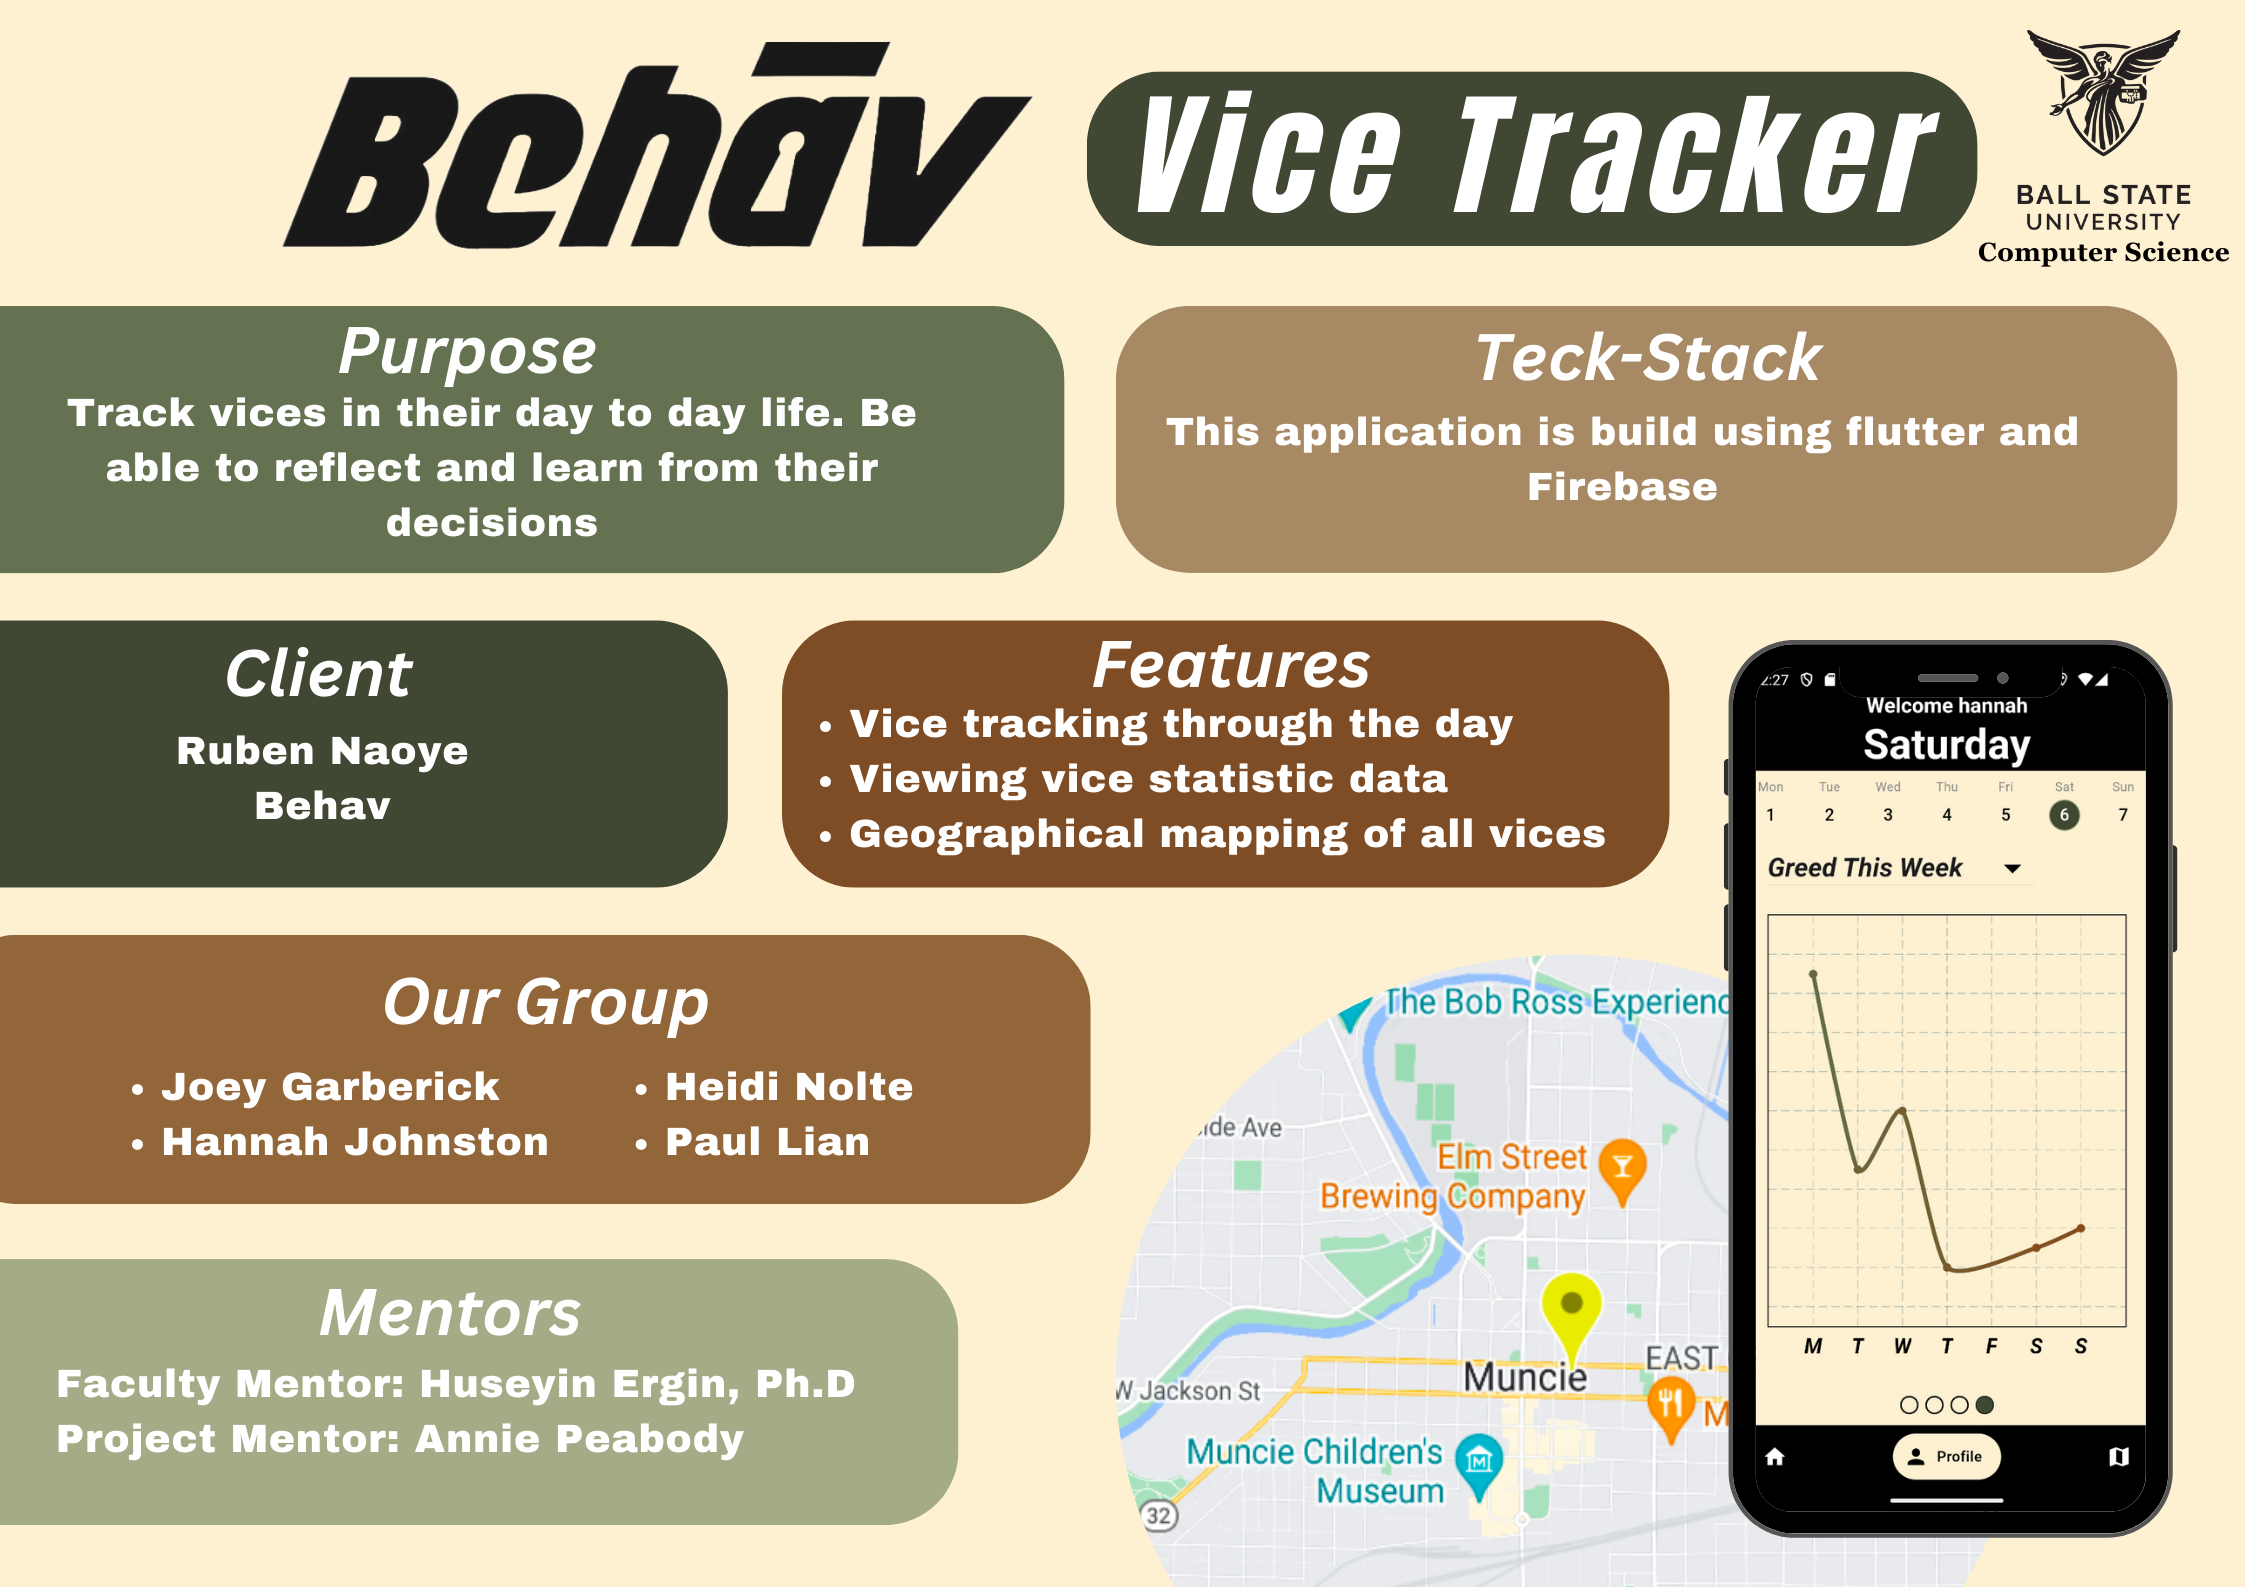 Behāv
Vice Tracker
BALL STATE
UNIVERSITY
Computer Science
Purpose
Track vices in their day to day life. Be
able to reflect and learn from their
decisions
Teck-Stack
This application is build using flutter and
Firebase
Client
Ruben Naoye
Behav
Features
• Vice tracking through the day
• Viewing vice statistic data
• Geographical mapping of all vices
Our Group
• Joey Garberick
• Hannah Johnston
• Heidi Nolte
• Paul Lian
Mentors
Faculty Mentor: Huseyin Ergin, Ph.D
Project Mentor: Annie Peabody
The Bob Ross Experienc
ide Ave
Elm Street
Brewing Company
Muncie
EAST
W Jackson St
M
Muncie Children's
Museum
32
2:27
Welcome hannah
Saturday
Mon Tue Wed Thu Fri Sat Sun
1 2 3 4 5 6 7
Greed This Week
M T W T F S S
Profile